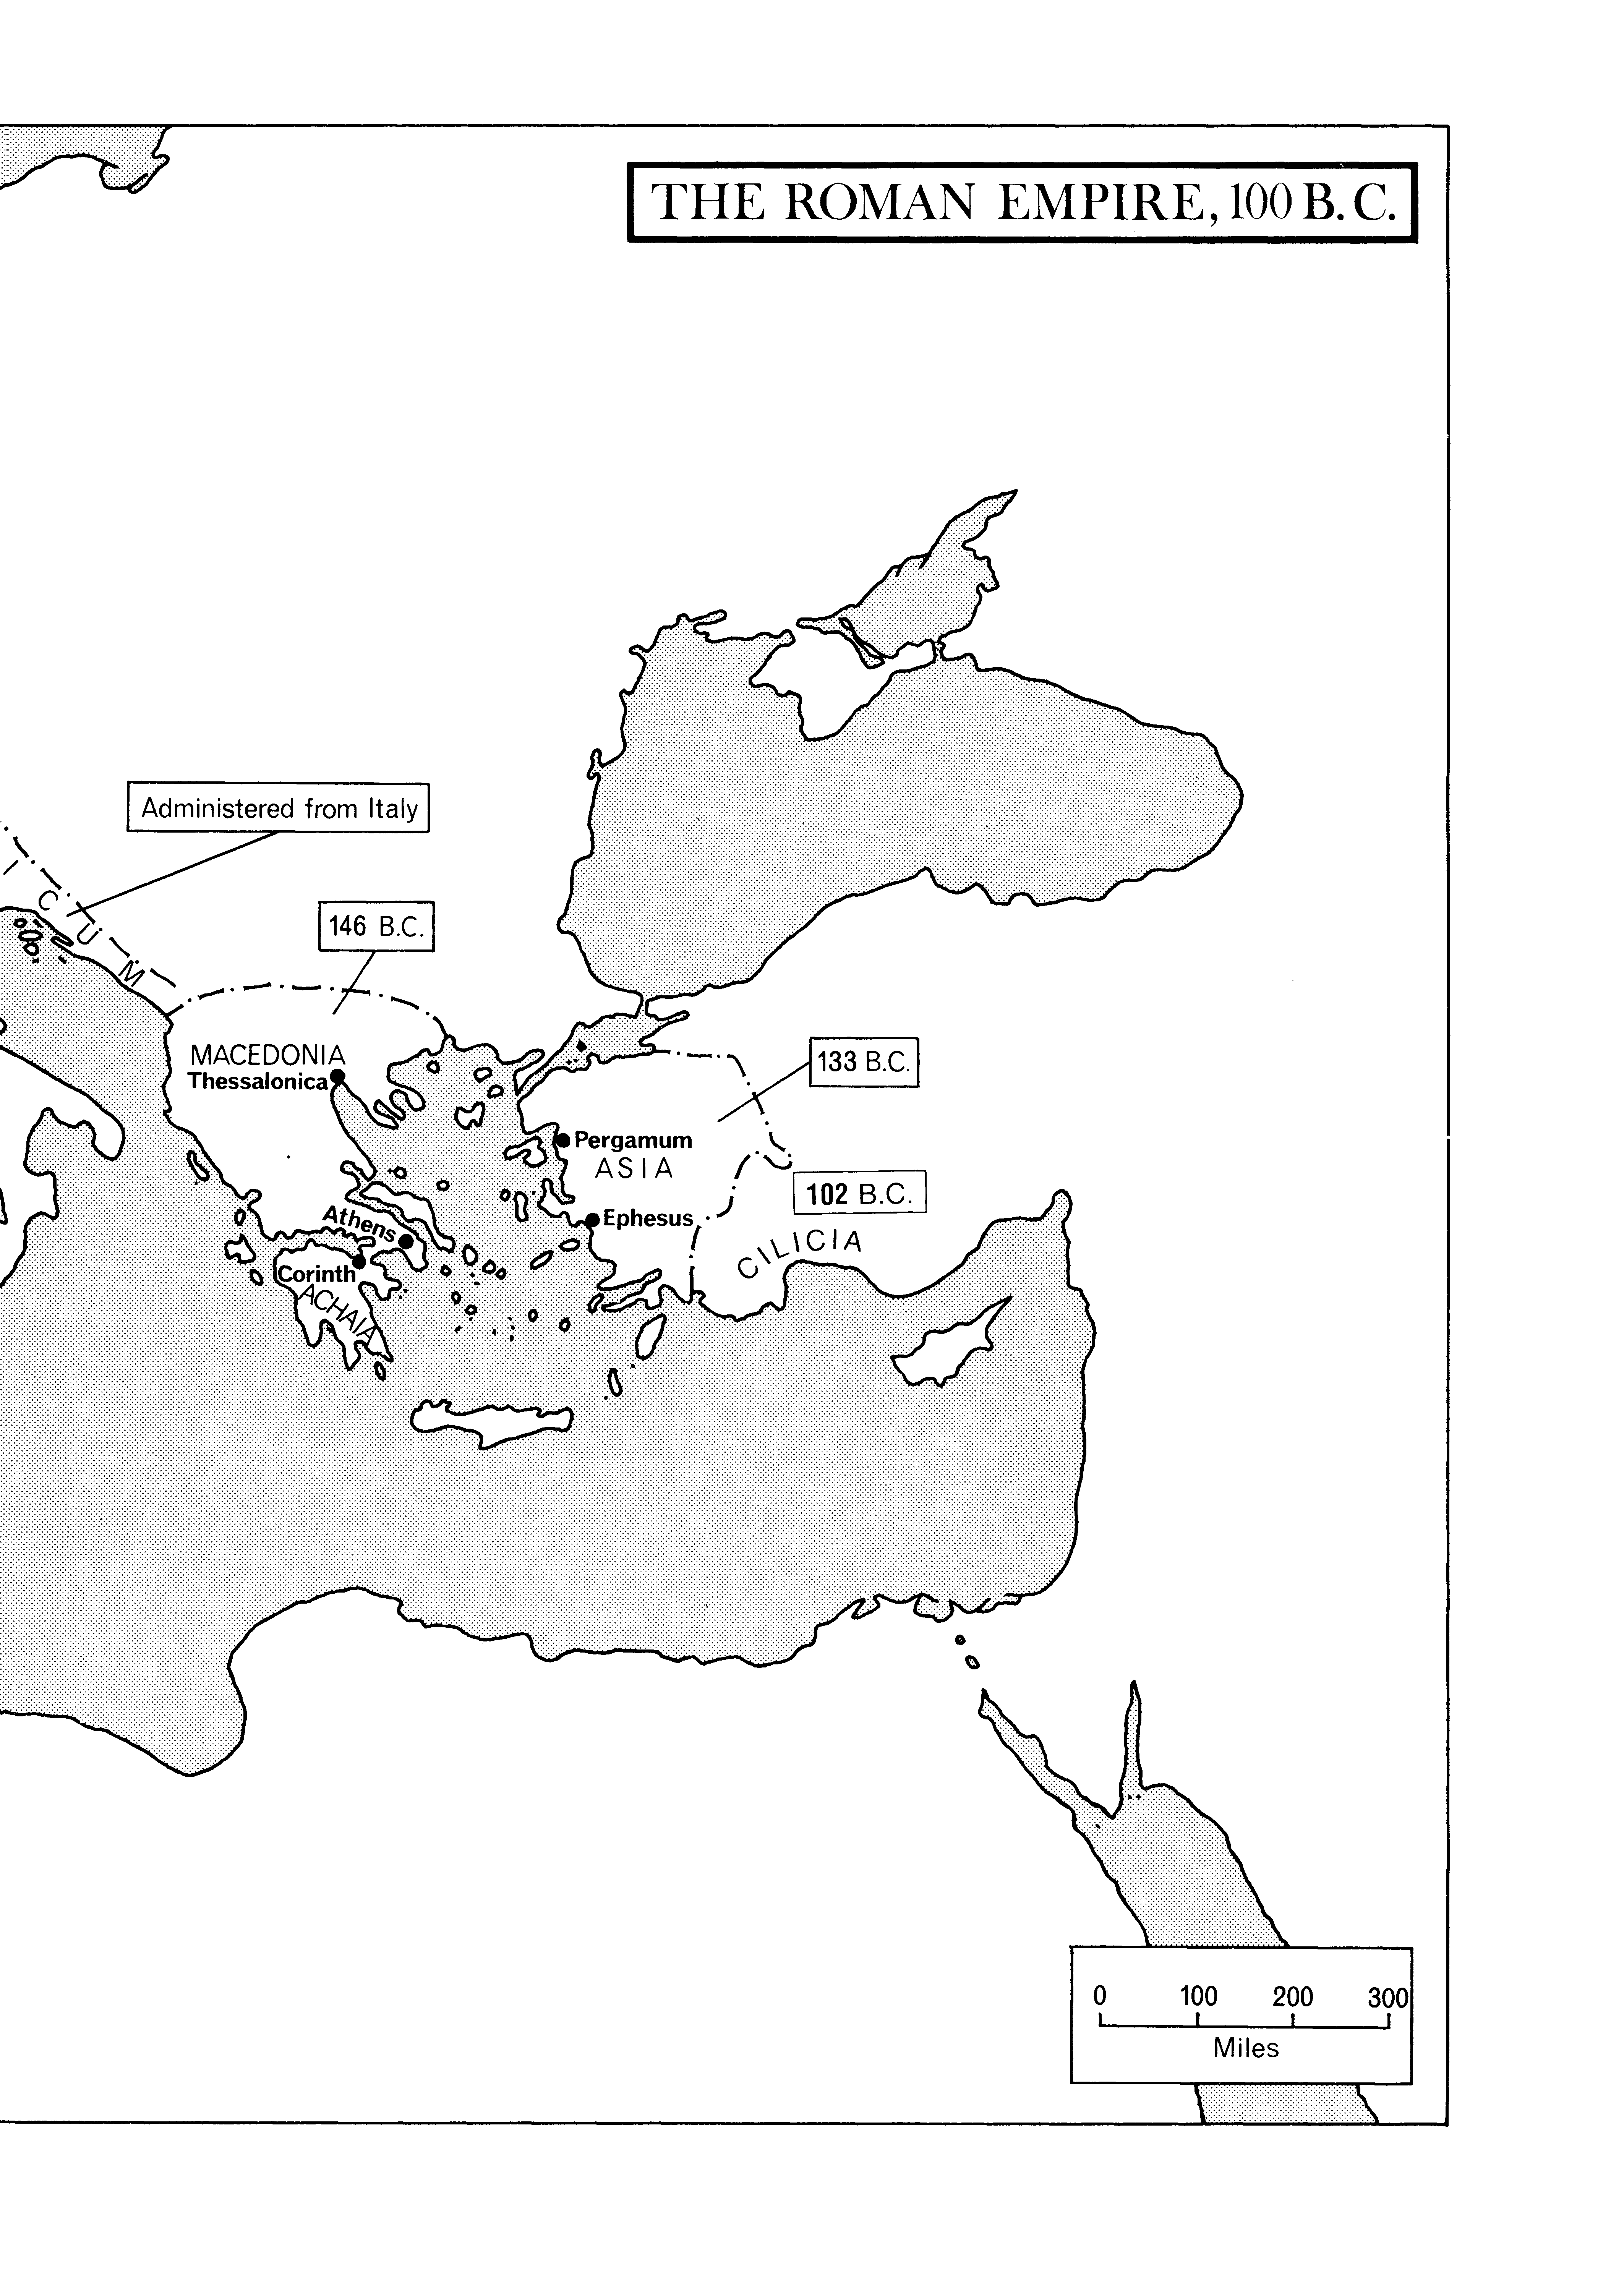 THE ROMAN EMPIRE, 100 B.C.
Administered from Italy
I C U M
146 B.C.
MACEDONIA
Thessalonica
133 B.C.
Pergamum
ASIA
102 B.C.
Ephesus
CILICIA
Athens
Corinth
ACHAIA
0 100 200 300
Miles